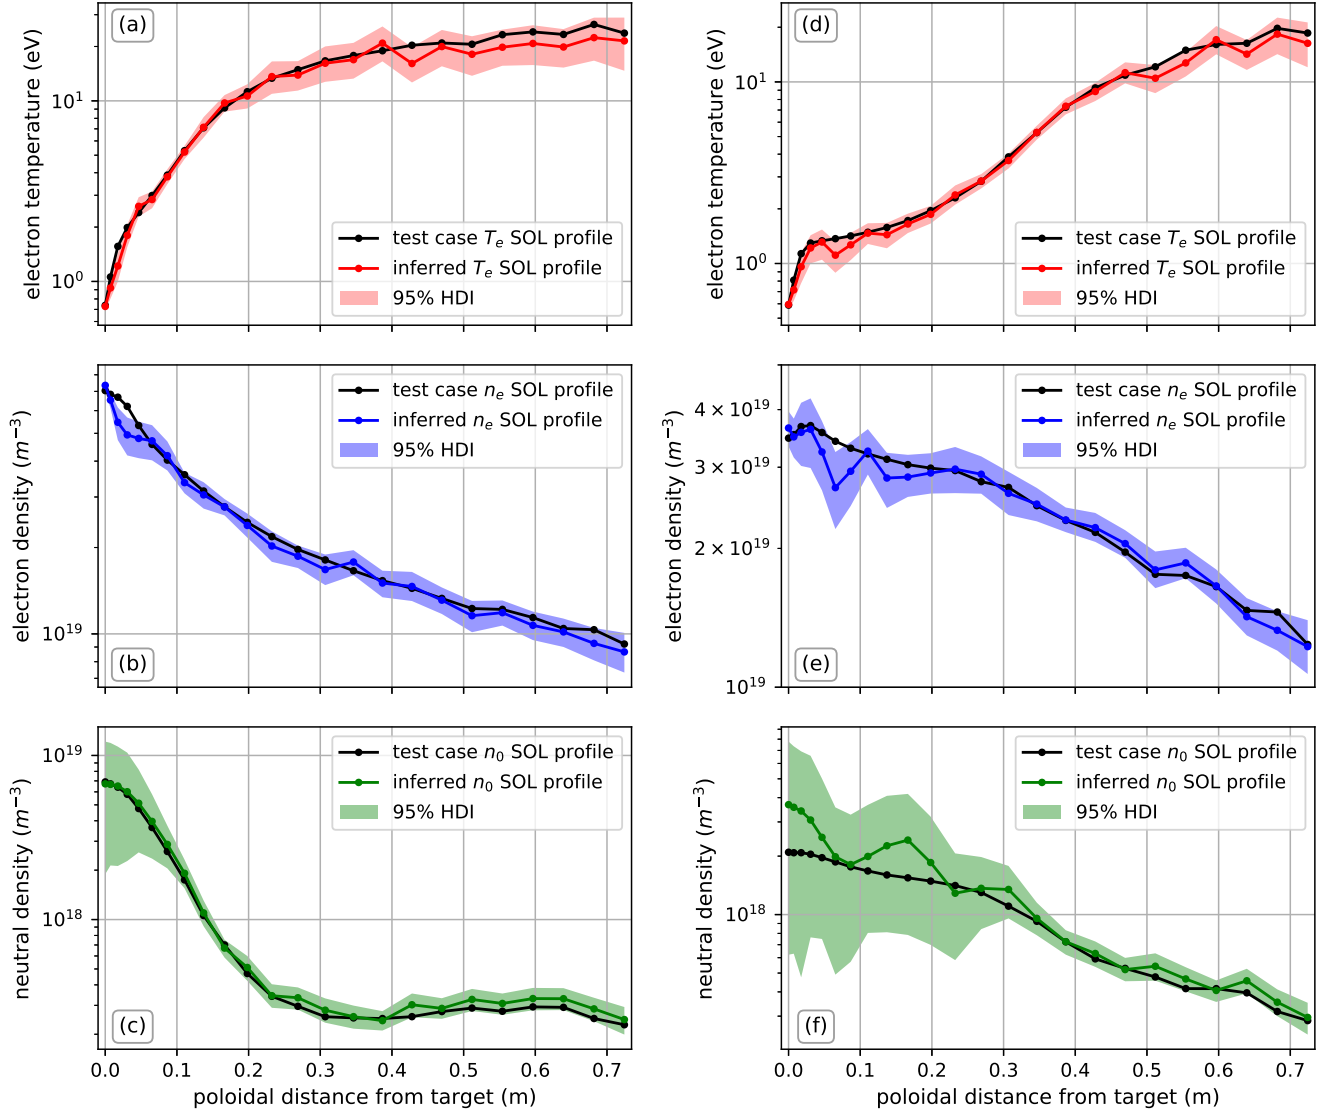 (a)
electron temperature (eV)
10¹
10⁰
test case Tₑ SOL profile
inferred Tₑ SOL profile
95% HDI
(d)
electron temperature (eV)
10¹
10⁰
test case Tₑ SOL profile
inferred Tₑ SOL profile
95% HDI
(b)
electron density (m⁻³)
10¹⁹
test case nₑ SOL profile
inferred nₑ SOL profile
95% HDI
(e)
electron density (m⁻³)
4 × 10¹⁹
3 × 10¹⁹
2 × 10¹⁹
10¹⁹
test case nₑ SOL profile
inferred nₑ SOL profile
95% HDI
(c)
neutral density (m⁻³)
10¹⁹
10¹⁸
test case n₀ SOL profile
inferred n₀ SOL profile
95% HDI
0.0 0.1 0.2 0.3 0.4 0.5 0.6 0.7
poloidal distance from target (m)
(f)
neutral density (m⁻³)
10¹⁸
test case n₀ SOL profile
inferred n₀ SOL profile
95% HDI
0.0 0.1 0.2 0.3 0.4 0.5 0.6 0.7
poloidal distance from target (m)